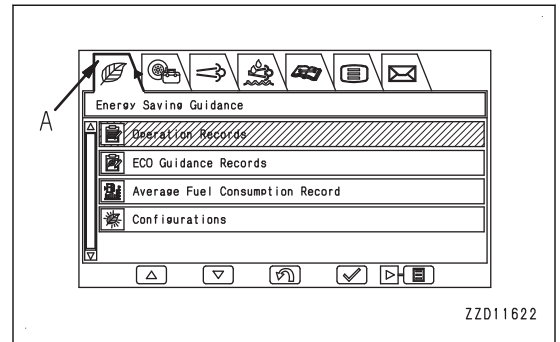 A
Energy Saving Guidance
Operation Records
ECO Guidance Records
Average Fuel Consumption Record
Configurations
ZZD11622